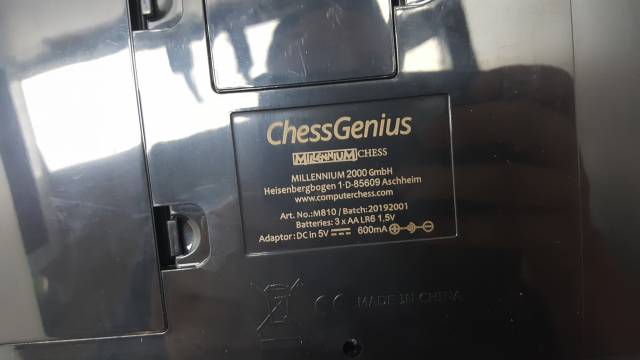 ChessGenius
MILLENNIUM CHESS
MILLENNIUM 2000 GmbH
Heisenbergbogen 1·D-85609 Aschheim
www.computerchess.com
Art. No.:M810 / Batch:20192001
Batteries: 3 x AA LR6 1,5V
Adaptor: DC in 5V 600mA
CE MADE IN CHINA